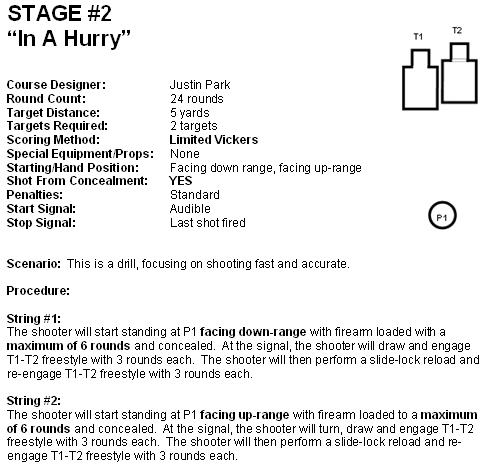 STAGE #2
“In A Hurry”
T1
T2
Course Designer: Justin Park
Round Count: 24 rounds
Target Distance: 5 yards
Targets Required: 2 targets
Scoring Method: Limited Vickers
Special Equipment/Props: None
Starting/Hand Position: Facing down range, facing up-range
Shot From Concealment: YES
Penalties: Standard
Start Signal: Audible
Stop Signal: Last shot fired
P1
Scenario: This is a drill, focusing on shooting fast and accurate.
Procedure:
String #1:
The shooter will start standing at P1 facing down-range with firearm loaded with a
maximum of 6 rounds and concealed. At the signal, the shooter will draw and engage
T1-T2 freestyle with 3 rounds each. The shooter will then perform a slide-lock reload and
re-engage T1-T2 freestyle with 3 rounds each.
String #2:
The shooter will start standing at P1 facing up-range with firearm loaded to a maximum
of 6 rounds and concealed. At the signal, the shooter will turn, draw and engage T1-T2
freestyle with 3 rounds each. The shooter will then perform a slide-lock reload and re-
engage T1-T2 freestyle with 3 rounds each.